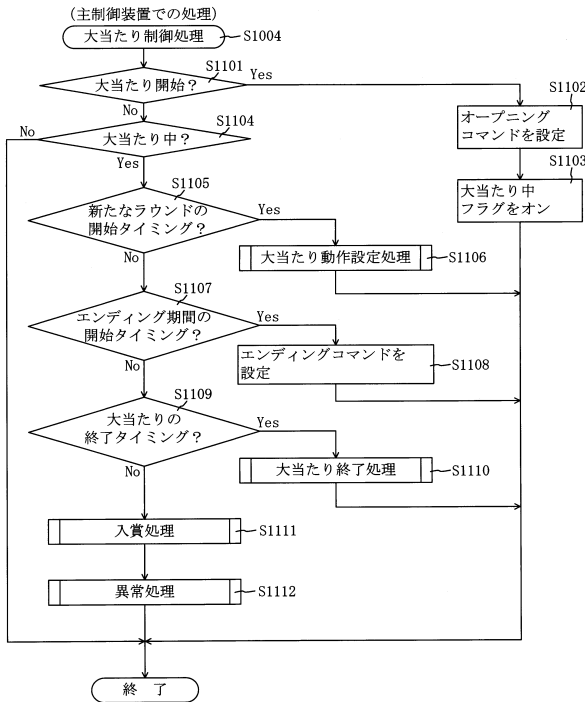 (主制御装置での処理)
大当たり制御処理
S1004
S1101
大当たり開始？
Yes
No
S1102
オープニング
コマンドを設定
S1104
No
大当たり中？
Yes
S1103
大当たり中
フラグをオン
S1105
新たなラウンドの
開始タイミング？
Yes
No
大当たり動作設定処理
S1106
S1107
エンディング期間の
開始タイミング？
Yes
No
エンディングコマンドを
設定
S1108
S1109
大当たりの
終了タイミング？
Yes
No
大当たり終了処理
S1110
入賞処理
S1111
異常処理
S1112
終 了